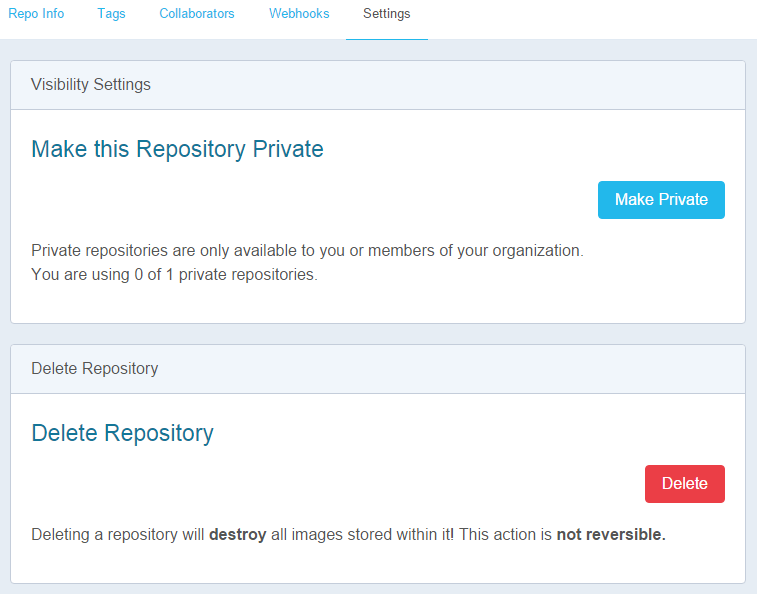 Repo Info Tags Collaborators Webhooks Settings
Visibility Settings
Make this Repository Private
Make Private
Private repositories are only available to you or members of your organization.
You are using 0 of 1 private repositories.
Delete Repository
Delete Repository
Delete
Deleting a repository will destroy all images stored within it! This action is not reversible.